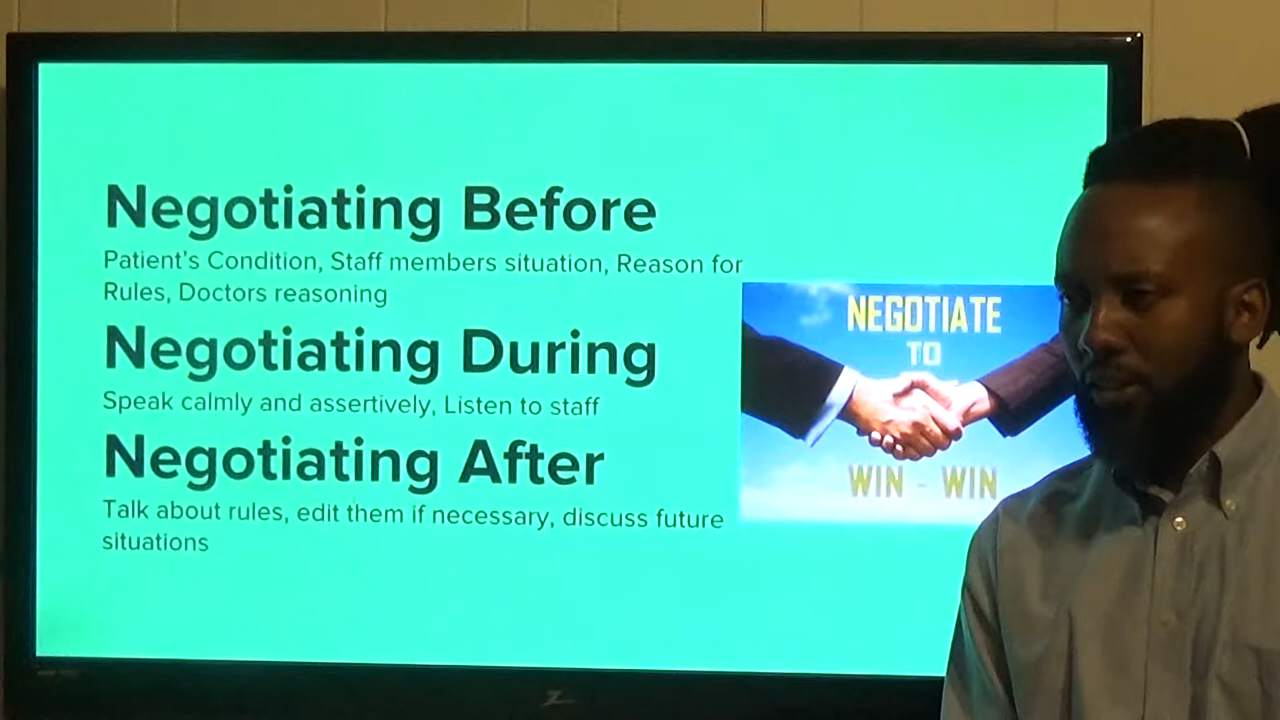 Negotiating Before
Patient's Condition, Staff members situation, Reason for
Rules, Doctors reasoning
Negotiating During
Speak calmly and assertively, Listen to staff
Negotiating After
Talk about rules, edit them if necessary, discuss future
situations
NEGOTIATE
TO
WIN - WIN